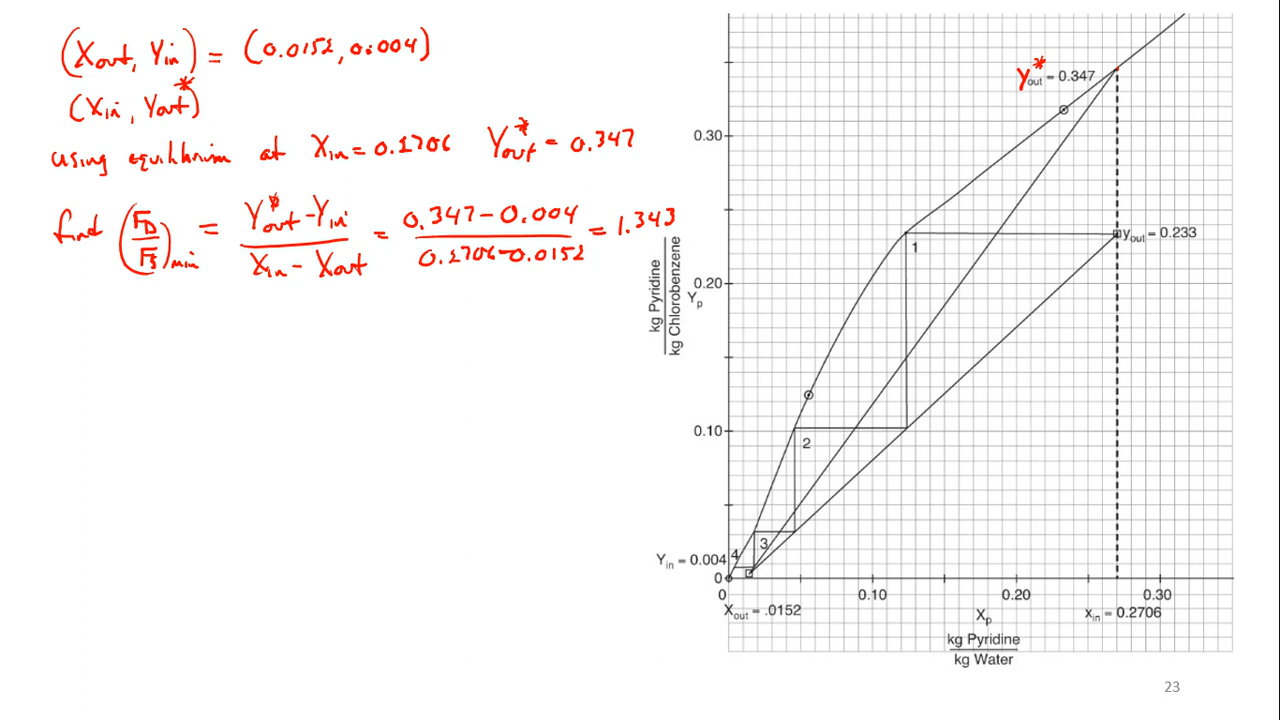 (Xout, Yin) = (0.0152, 0.004)
(Xin, Yout*)
using equilibrium at Xin = 0.2706 Yout* = 0.347
find (FD/FS)min = (Yout* - Yin)/(Xin - Xout) = (0.347 - 0.004)/(0.2706 - 0.0152) = 1.343
y*out = 0.347
0.30
1
yout = 0.233
kg Pyridine
kg Chlorobenzene
0.20
Yp
0.10
2
3
4
Yin = 0.004
0
0 0.10 0.20 0.30
Xout = .0152
Xp
xin = 0.2706
kg Pyridine
kg Water
23